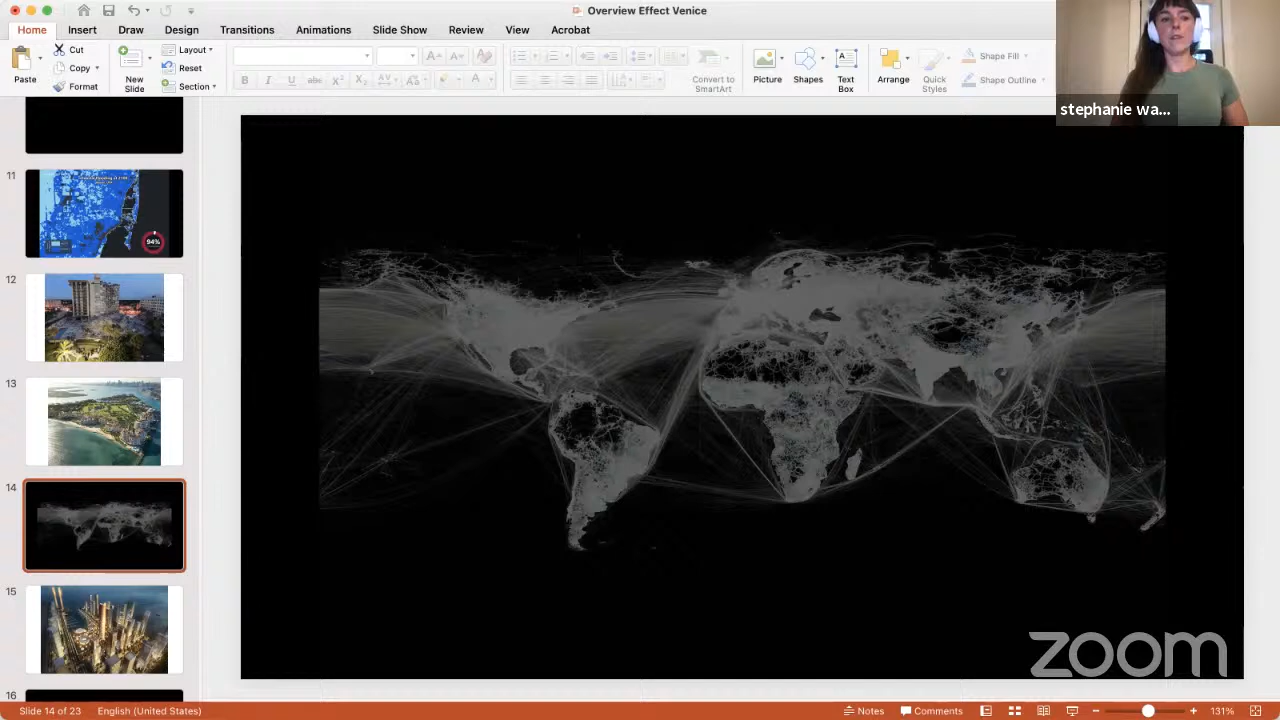 Overview Effect Venice
Home Insert Draw Design Transitions Animations Slide Show Review View Acrobat
Paste
Cut
Copy
Format
New
Slide
Layout
Reset
Section
Convert to
SmartArt
Picture
Shapes
Text
Box
Arrange
Quick
Styles
Shape Fill
Shape Outline
stephanie wa...
11
94%
12
13
14
15
16
zoom
Slide 14 of 23 English (United States) Notes Comments 131%